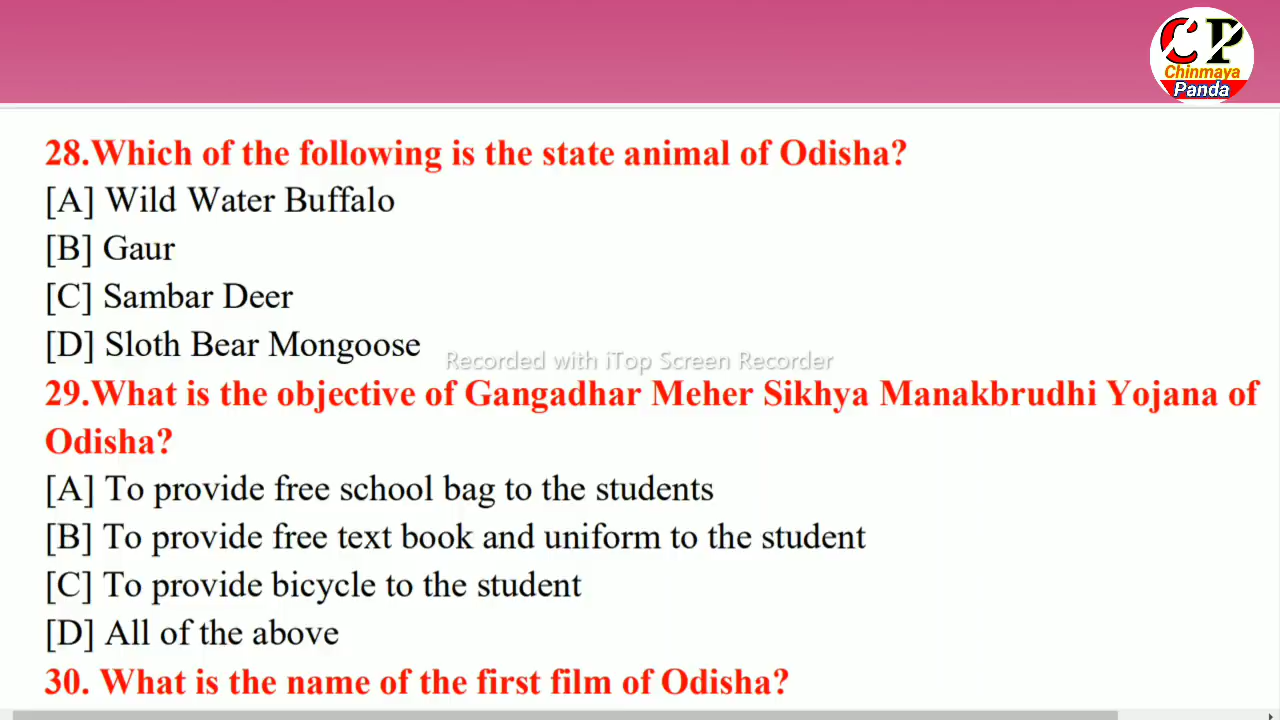 CP
Chinmaya
Panda
28.Which of the following is the state animal of Odisha?
[A] Wild Water Buffalo
[B] Gaur
[C] Sambar Deer
[D] Sloth Bear Mongoose
Recorded with iTop Screen Recorder
29.What is the objective of Gangadhar Meher Sikhya Manakbrudhi Yojana of
Odisha?
[A] To provide free school bag to the students
[B] To provide free text book and uniform to the student
[C] To provide bicycle to the student
[D] All of the above
30. What is the name of the first film of Odisha?